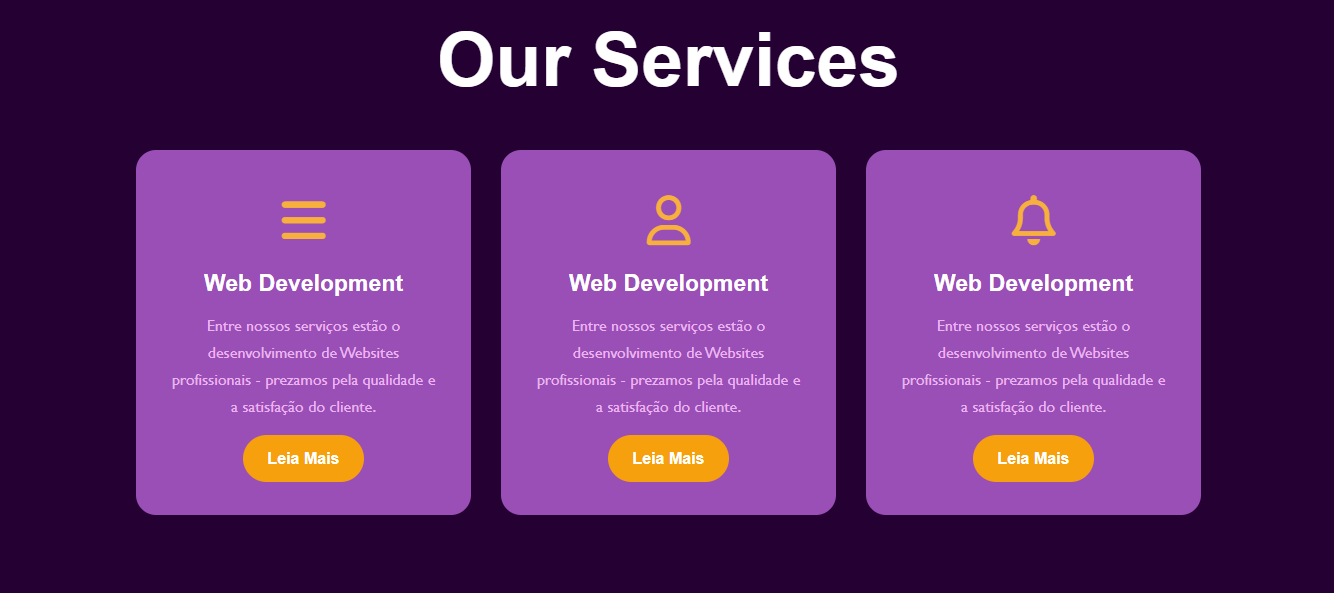 Our Services
Web Development
Entre nossos serviços estão o
desenvolvimento de Websites
profissionais - prezamos pela qualidade e
a satisfação do cliente.
Leia Mais
Web Development
Entre nossos serviços estão o
desenvolvimento de Websites
profissionais - prezamos pela qualidade e
a satisfação do cliente.
Leia Mais
Web Development
Entre nossos serviços estão o
desenvolvimento de Websites
profissionais - prezamos pela qualidade e
a satisfação do cliente.
Leia Mais